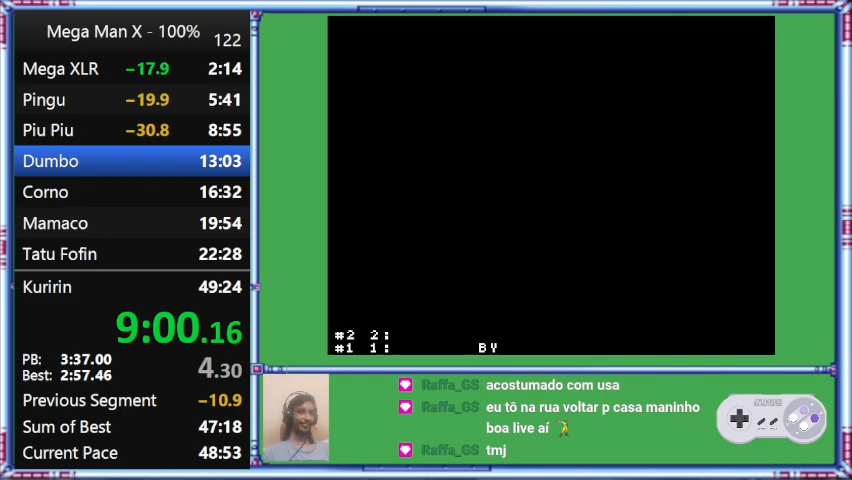 Mega Man X - 100%
122
Mega XLR -17.9 2:14
Pingu -19.9 5:41
Piu Piu -30.8 8:55
Dumbo 13:03
Corno 16:32
Mamaco 19:54
Tatu Fofin 22:28
Kuririn 49:24
9:00.16
PB: 3:37.00
Best: 2:57.46
4.30
Previous Segment -10.9
Sum of Best 47:18
Current Pace 48:53
#2 2:
#1 1: B Y
Raffa_GS acostumado com usa
Raffa_GS eu tô na rua voltar p casa maninho
boa live aí
Raffa_GS tmj